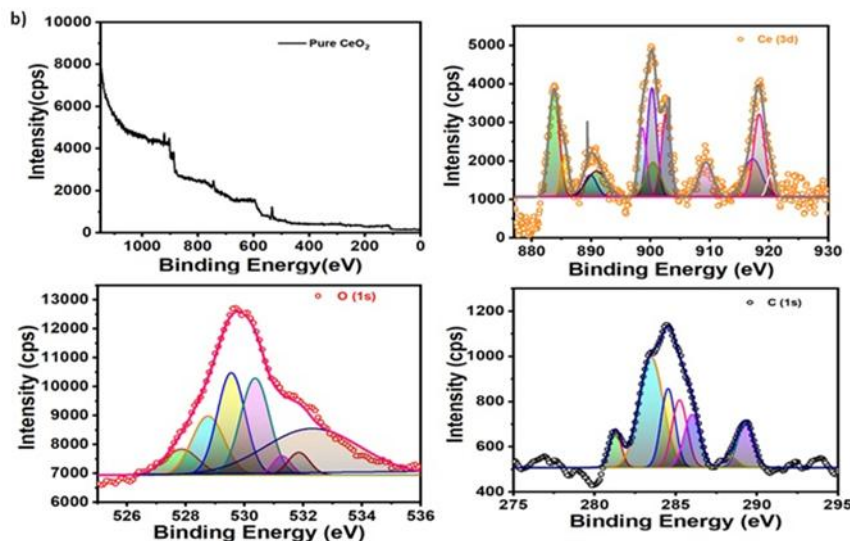 b)
10000
8000
6000
4000
2000
0
Intensity(cps)
1000 800 600 400 200 0
Binding Energy(eV)
Pure CeO₂
5000
4000
3000
2000
1000
0
Intensity (cps)
880 890 900 910 920 930
Binding Energy (eV)
Ce (3d)
13000
12000
11000
10000
9000
8000
7000
6000
Intensity (cps)
526 528 530 532 534 536
Binding Energy (eV)
O (1s)
1200
1000
800
600
400
Intensity (cps)
275 280 285 290 295
Binding Energy (eV)
C (1s)